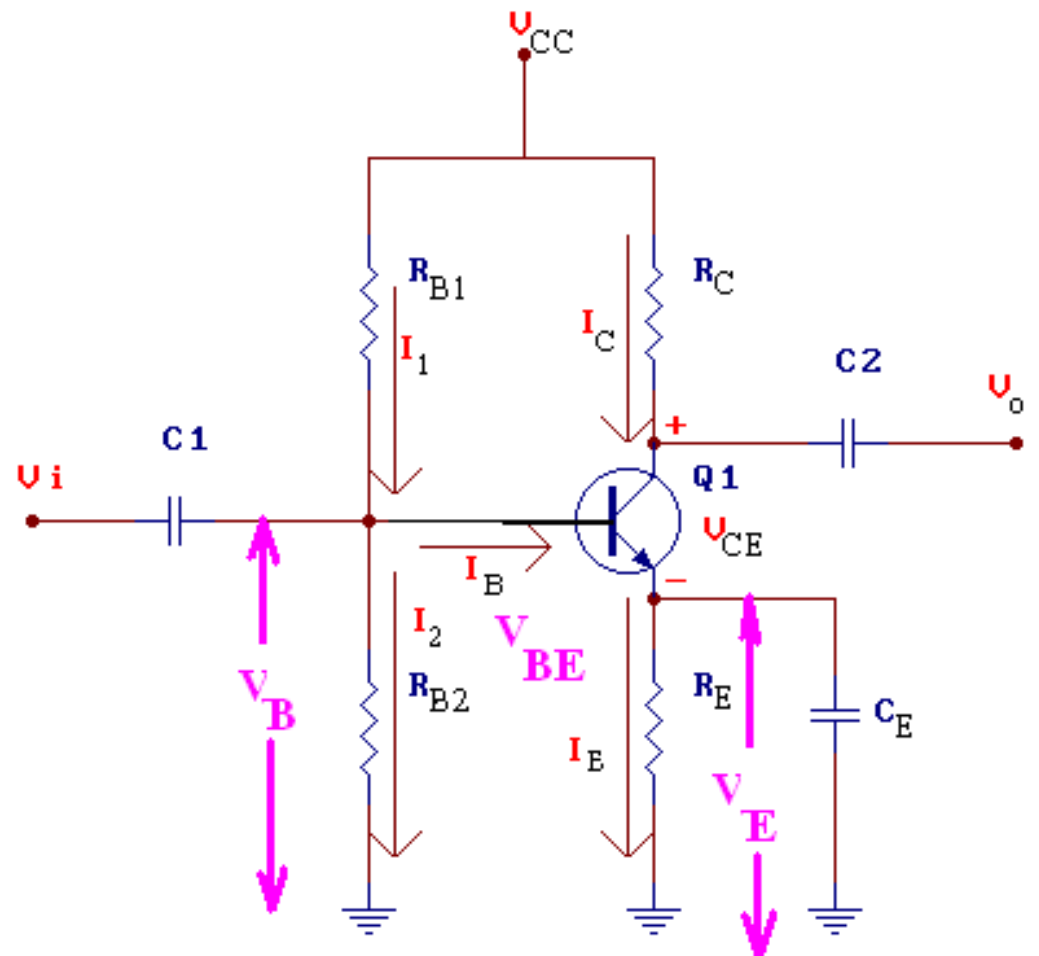 VCC
RB1
RC
I1
IC
C2
Vo
C1
+
Vi
Q1
VCE
IB
−
I2
VBE
VB
RB2
RE
CE
IE
VE